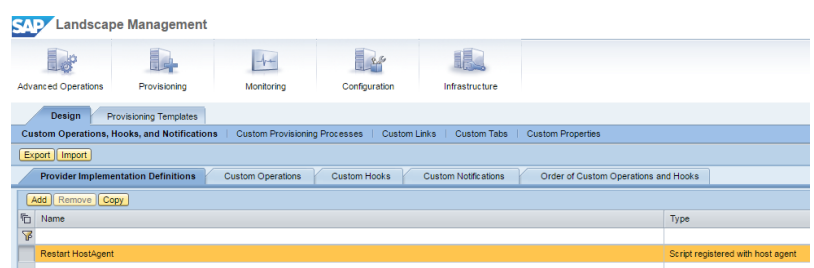 SAP Landscape Management
Advanced Operations Provisioning Monitoring Configuration Infrastructure
Design Provisioning Templates
Custom Operations, Hooks, and Notifications | Custom Provisioning Processes | Custom Links | Custom Tabs | Custom Properties
Export Import
Provider Implementation Definitions Custom Operations Custom Hooks Custom Notifications Order of Custom Operations and Hooks
Add Remove Copy
Name Type
Restart HostAgent Script registered with host agent